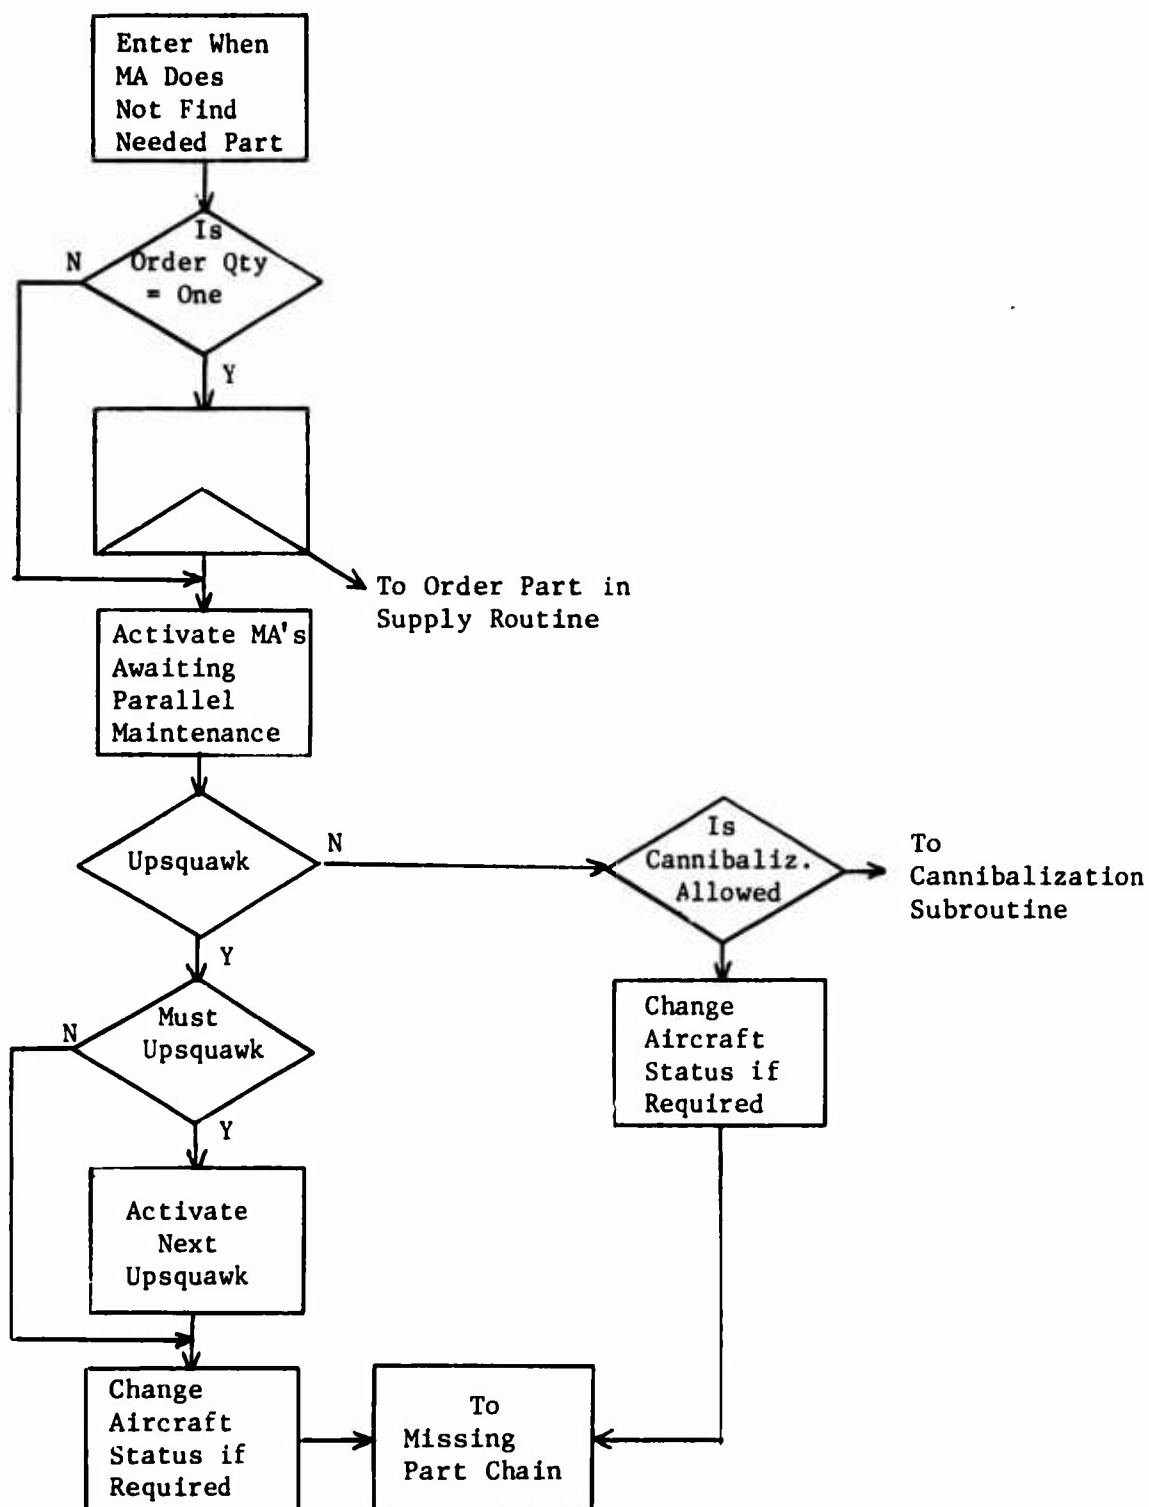 Enter When
MA Does
Not Find
Needed Part
Is
Order Qty
= One
N
Y
To Order Part in
Supply Routine
Activate MA's
Awaiting
Parallel
Maintenance
Upsquawk
N
Is
Cannibaliz.
Allowed
To
Cannibalization
Subroutine
Y
Change
Aircraft
Status if
Required
Must
Upsquawk
N
Y
Activate
Next
Upsquawk
Change
Aircraft
Status if
Required
To
Missing
Part Chain